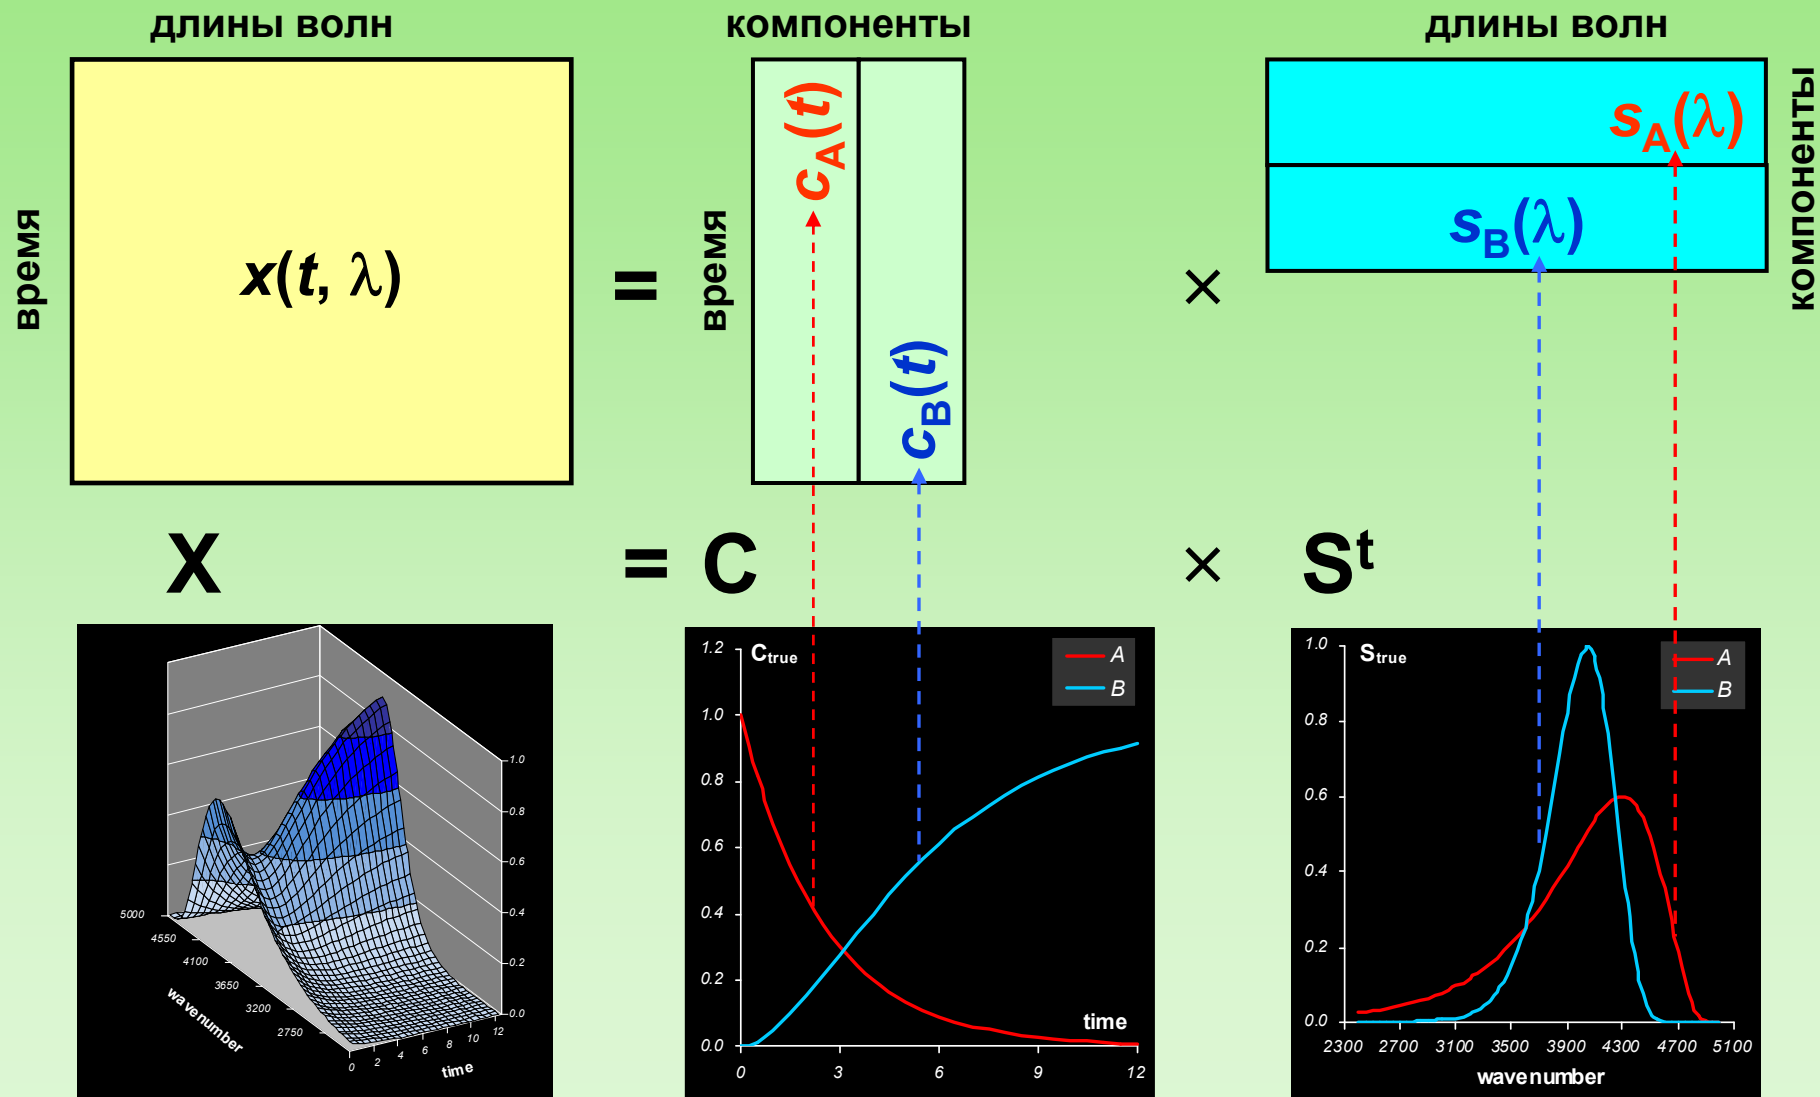 длины волн
компоненты
длины волн
время
x(t, λ)
=
время
cA(t)
cB(t)
×
sA(λ)
sB(λ)
компоненты
X
= C
×
St
1.0
0.8
0.6
0.4
0.2
0.0
5000
4550
4100
3650
3200
2750
wavenumber
0
2
4
6
8
10
12
time
Ctrue
A
B
1.2
1.0
0.8
0.6
0.4
0.2
0.0
time
0 3 6 9 12
Strue
A
B
1.0
0.8
0.6
0.4
0.2
0.0
2300 2700 3100 3500 3900 4300 4700 5100
wavenumber